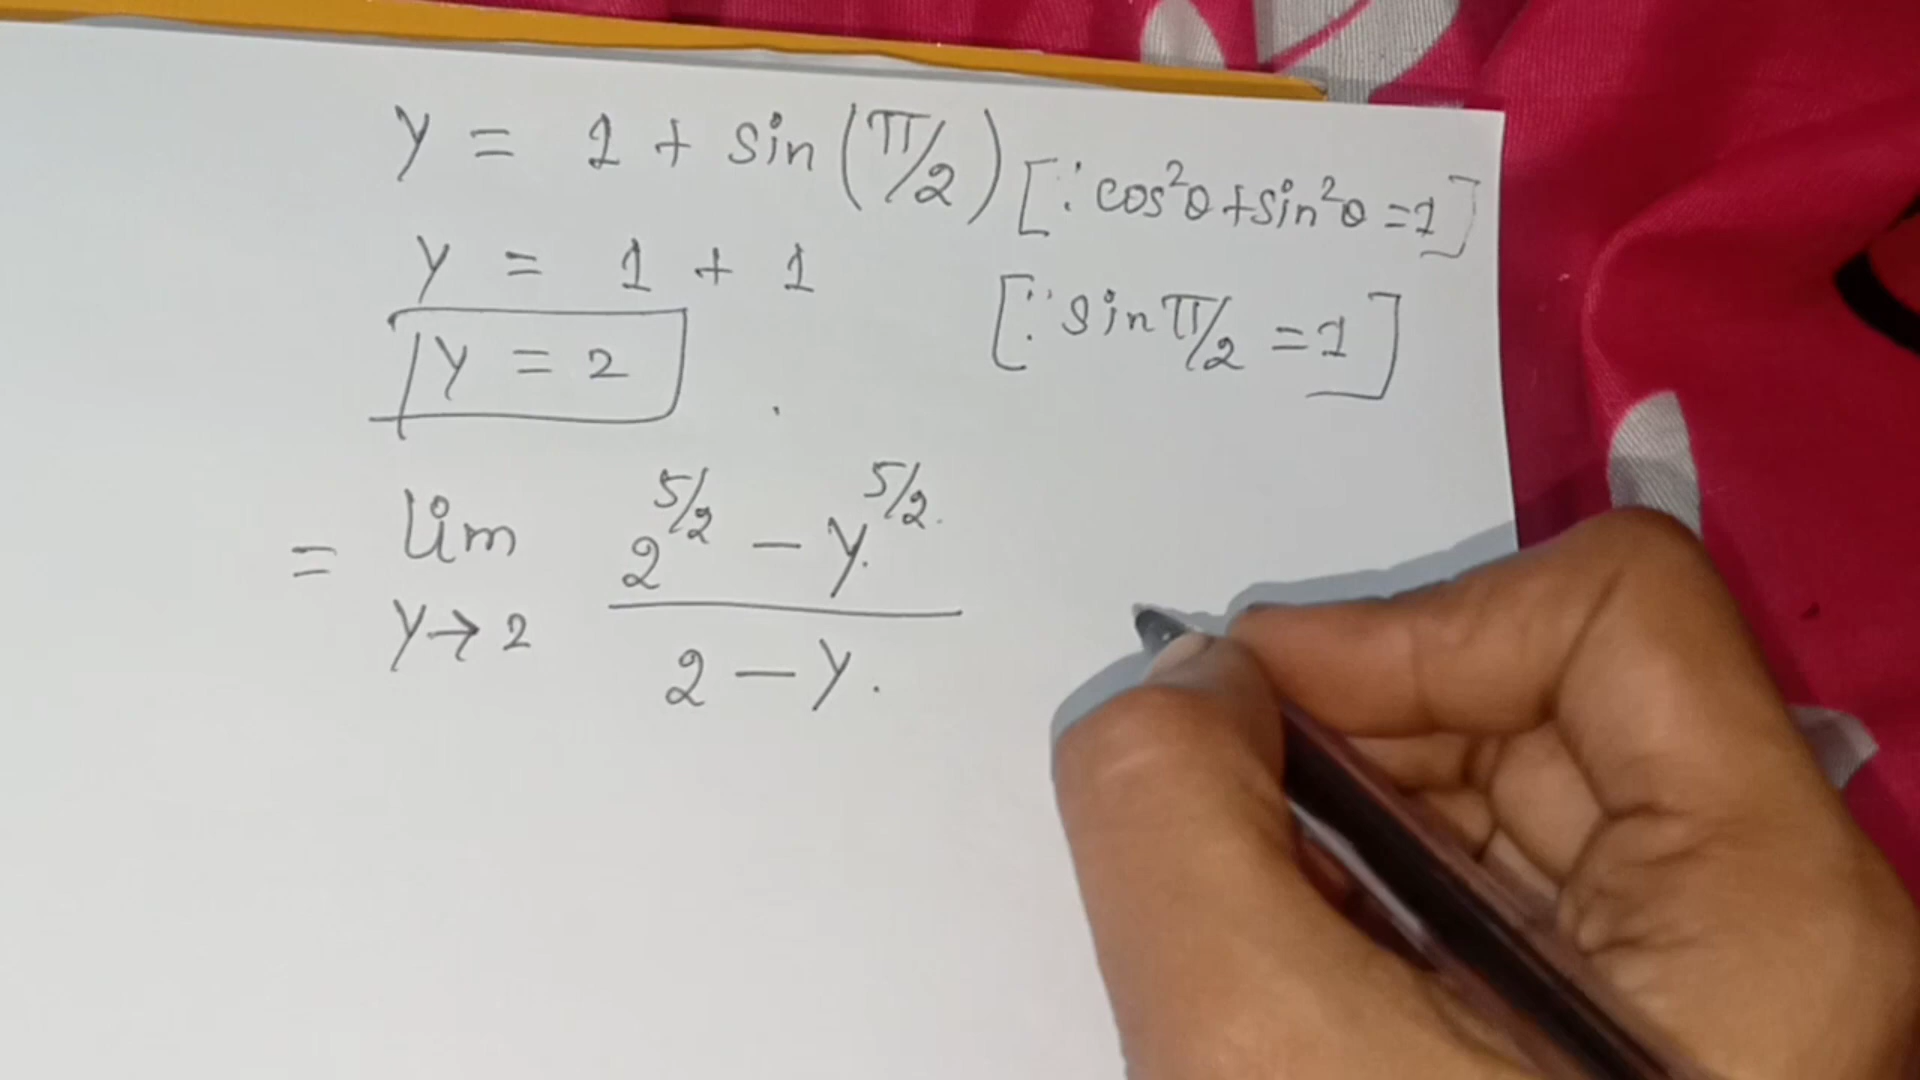 y = 1 + sin(π/2) [∵ cos²θ + sin²θ = 1]
y = 1 + 1 [∵ sin π/2 = 1]
y = 2
= lim y→2 (2^5/2 − y^5/2) / (2 − y).